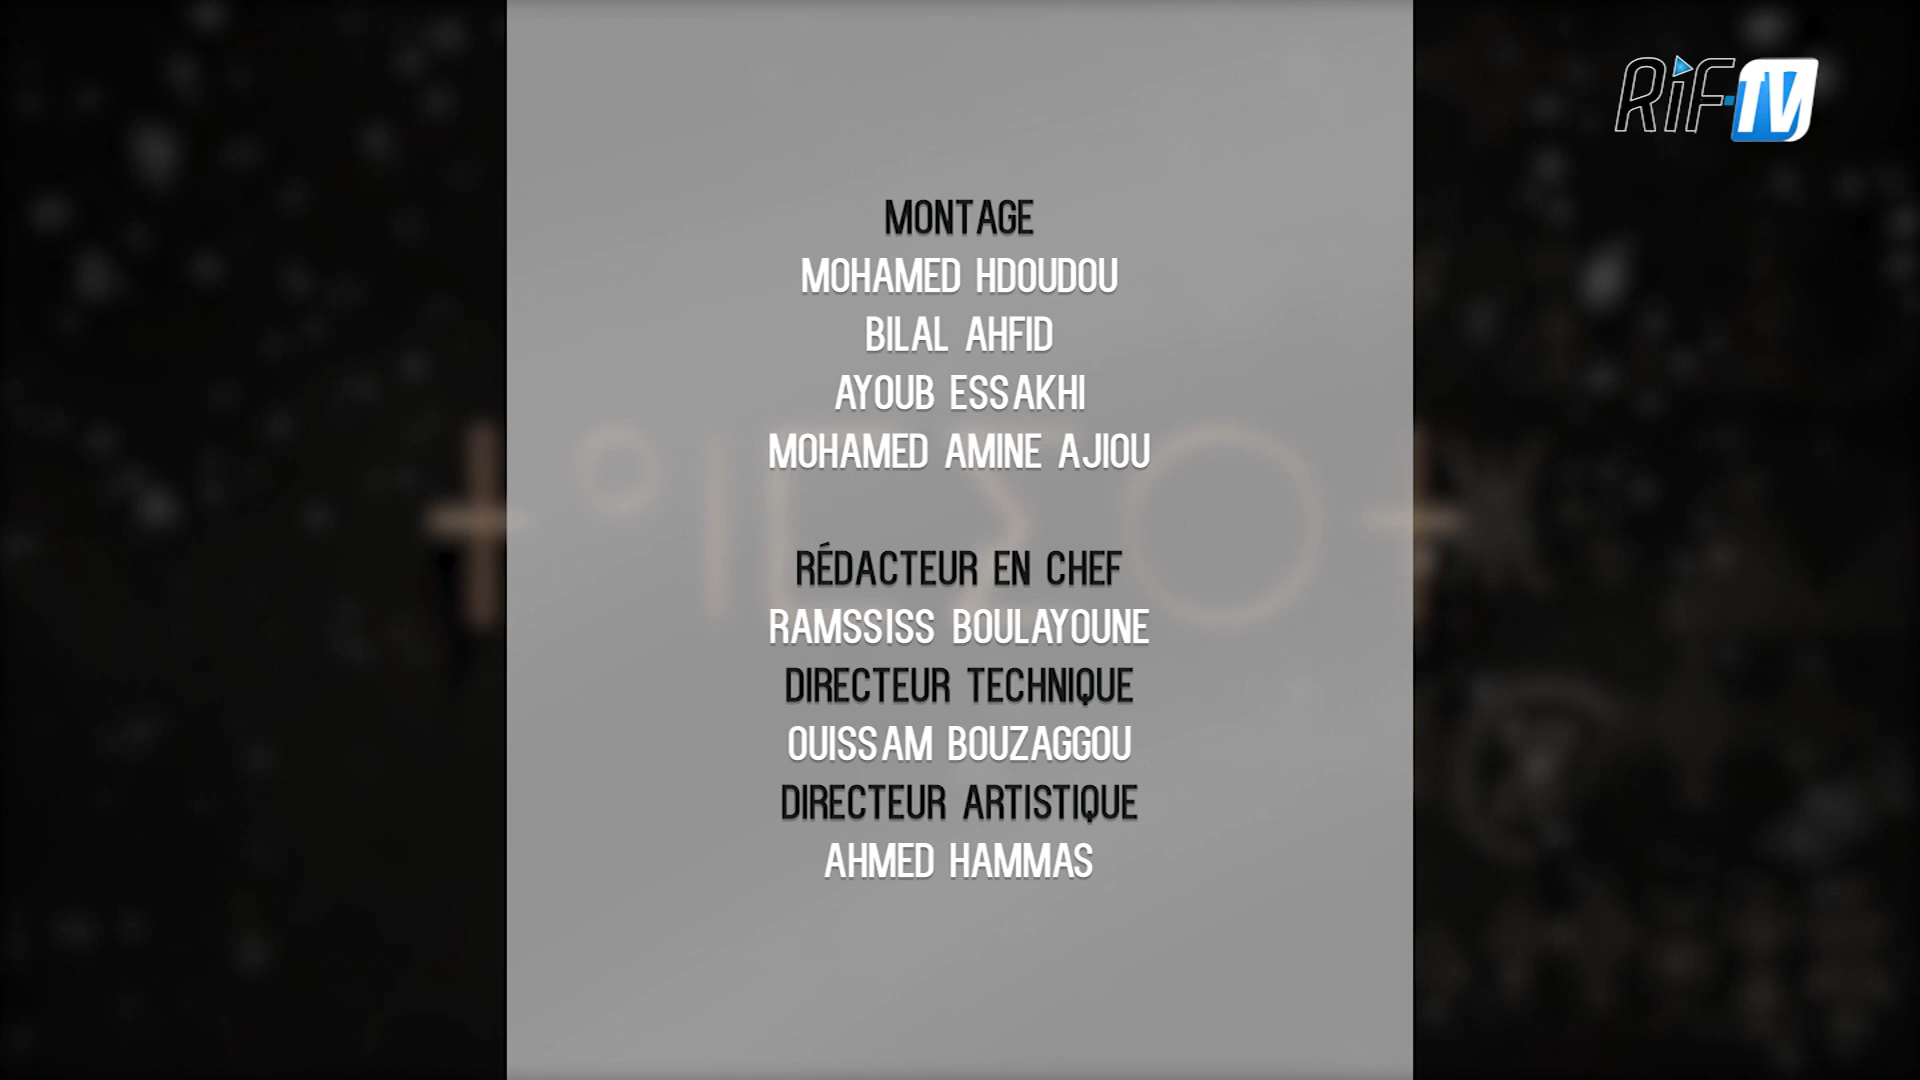 RiF-TV
MONTAGE
MOHAMED HDOUDOU
BILAL AHFID
AYOUB ESSAKHI
MOHAMED AMINE AJIOU
RÉDACTEUR EN CHEF
RAMSSISS BOULAYOUNE
DIRECTEUR TECHNIQUE
OUISSAM BOUZAGGOU
DIRECTEUR ARTISTIQUE
AHMED HAMMAS